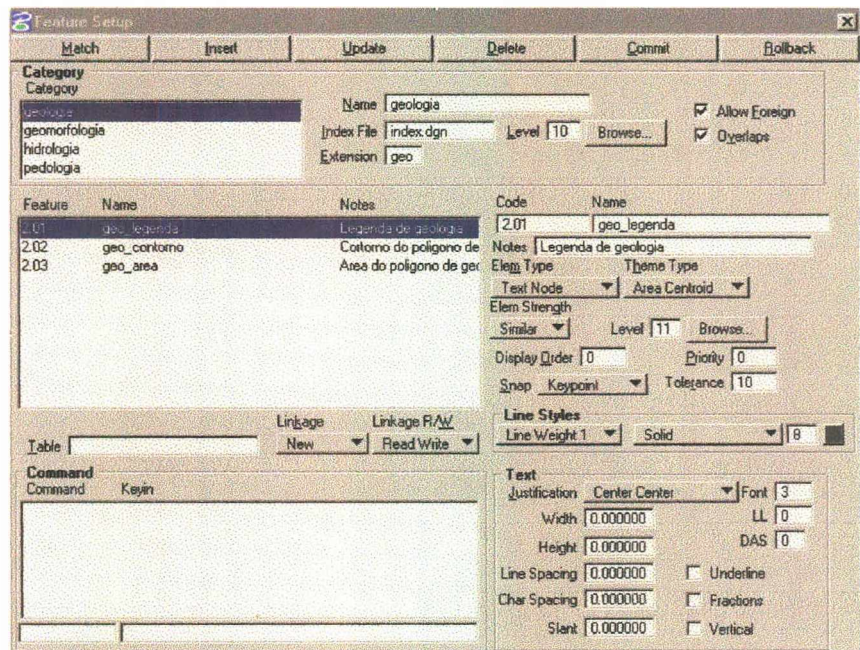 Feature Setup
Match Insert Update Delete Commit Rollback
Category
Category
geologia
geomorfologia
hidrologia
pedologia
Name geologia
Index File index.dgn Level 10 Browse...
Extension geo
Allow Foreign
Overlaps
Feature Name Notes
2.01 geo_legenda Legenda de geologia
2.02 geo_contorno Contorno do poligono de
2.03 geo_area Area do poligono de geo
Code Name
2.01 geo_legenda
Notes Legenda de geologia
Elem Type Theme Type
Text Node Area Centroid
Elem Strength
Similar Level 11 Browse...
Display Order 0 Priority 0
Snap Keypoint Tolerance 10
Linkage Linkage R/W
Table New Read Write
Line Styles
Line Weight 1 Solid 8
Command
Command Keyin
Text
Justification Center Center Font 3
Width 0.000000 LL 0
Height 0.000000 DAS 0
Line Spacing 0.000000 Underline
Char Spacing 0.000000 Fractions
Slant 0.000000 Vertical